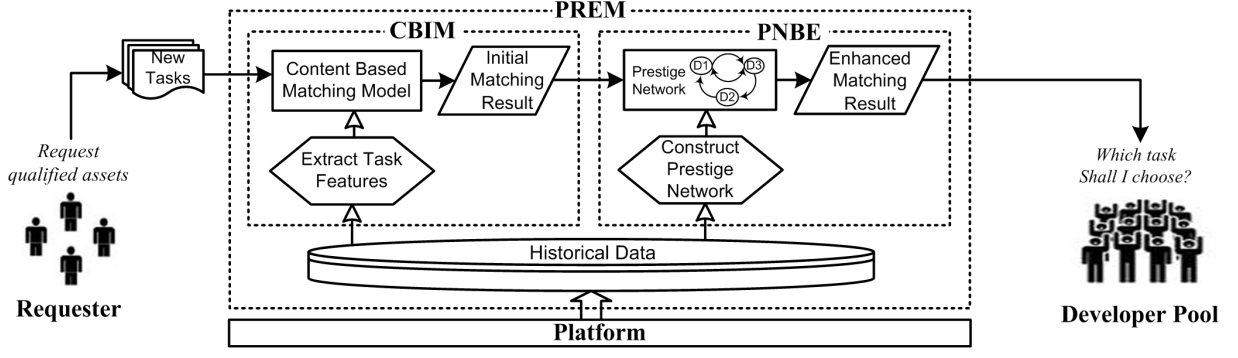 PREM
CBIM
PNBE
New
Tasks
Content Based
Matching Model
Initial
Matching
Result
Prestige
Network
D1
D3
D2
Enhanced
Matching
Result
Request
qualified assets
Extract Task
Features
Construct
Prestige
Network
Which task
Shall I choose?
Historical Data
Requester
Developer Pool
Platform